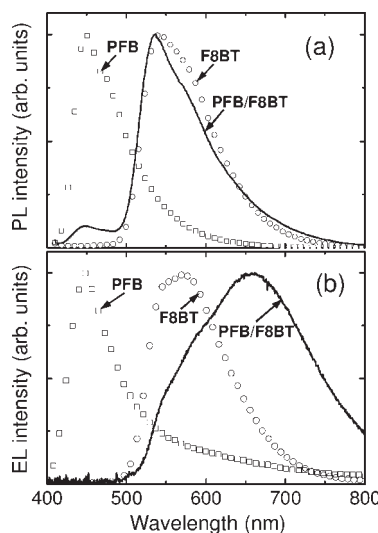 (a)
PFB
F8BT
PFB/F8BT
PL intensity (arb. units)
(b)
PFB
F8BT
PFB/F8BT
EL intensity (arb. units)
400 500 600 700 800
Wavelength (nm)